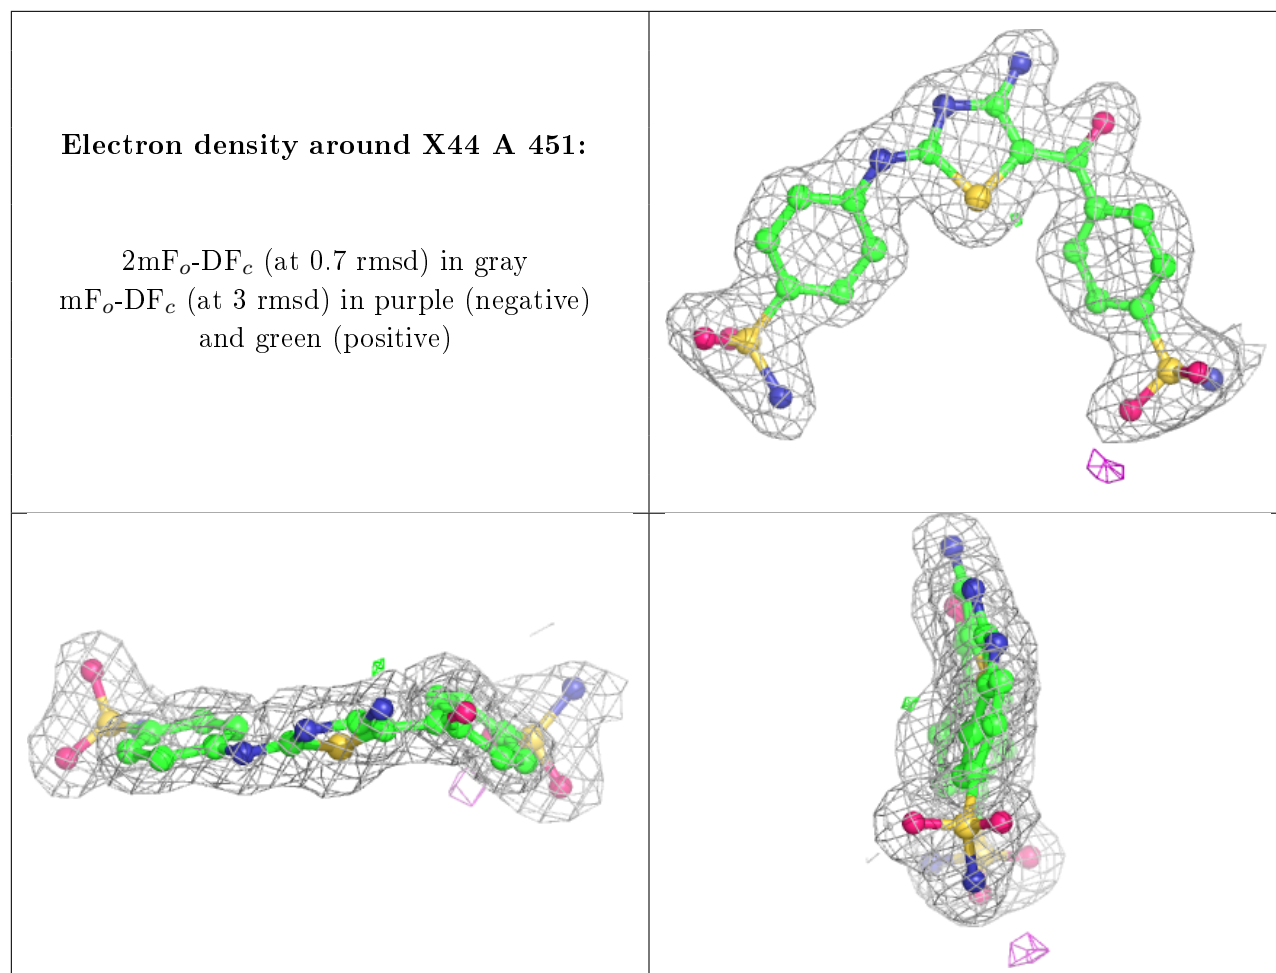 Electron density around X44 A 451:
2mFo-DFc (at 0.7 rmsd) in gray
mFo-DFc (at 3 rmsd) in purple (negative)
and green (positive)